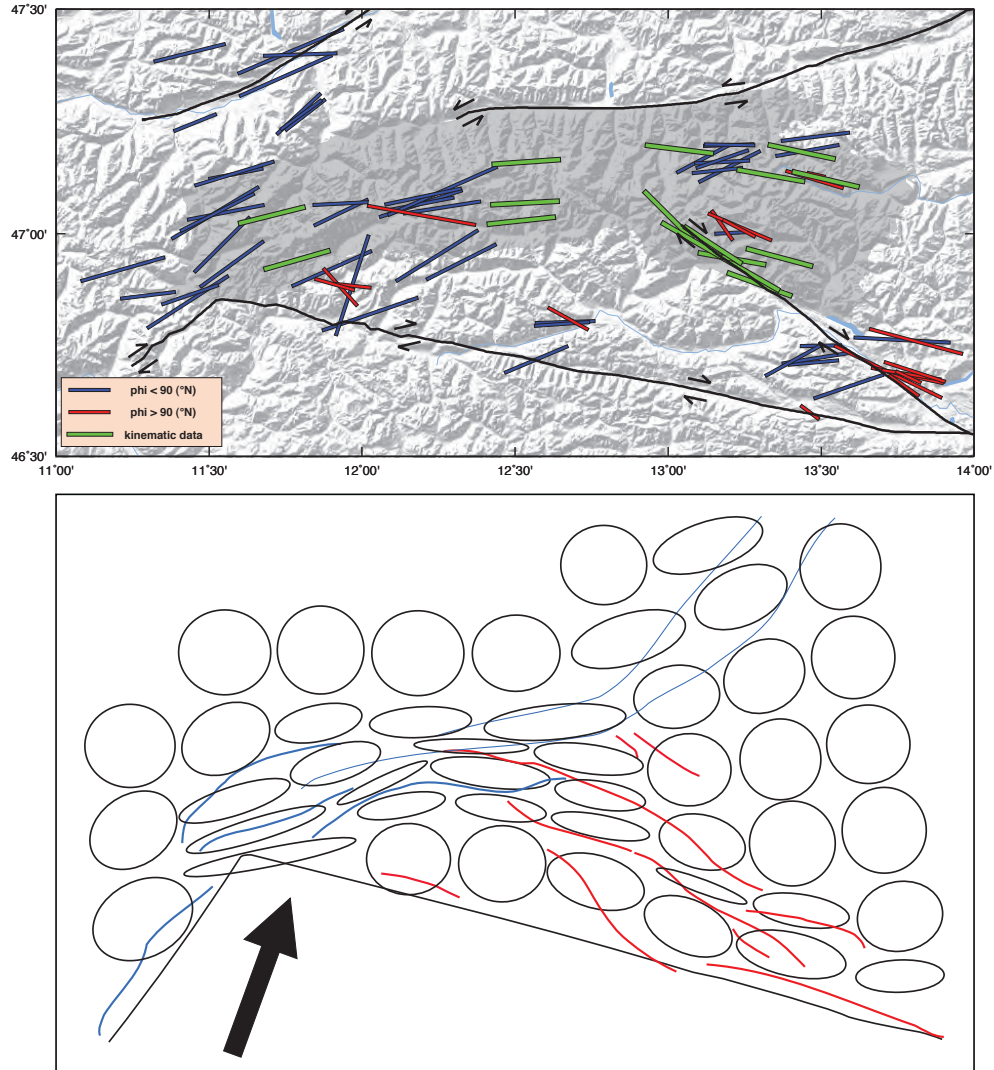 47˚30'
47˚00'
46˚30'
phi < 90 (°N)
phi > 90 (°N)
kinematic data
11˚00' 11˚30' 12˚00' 12˚30' 13˚00' 13˚30' 14˚00'